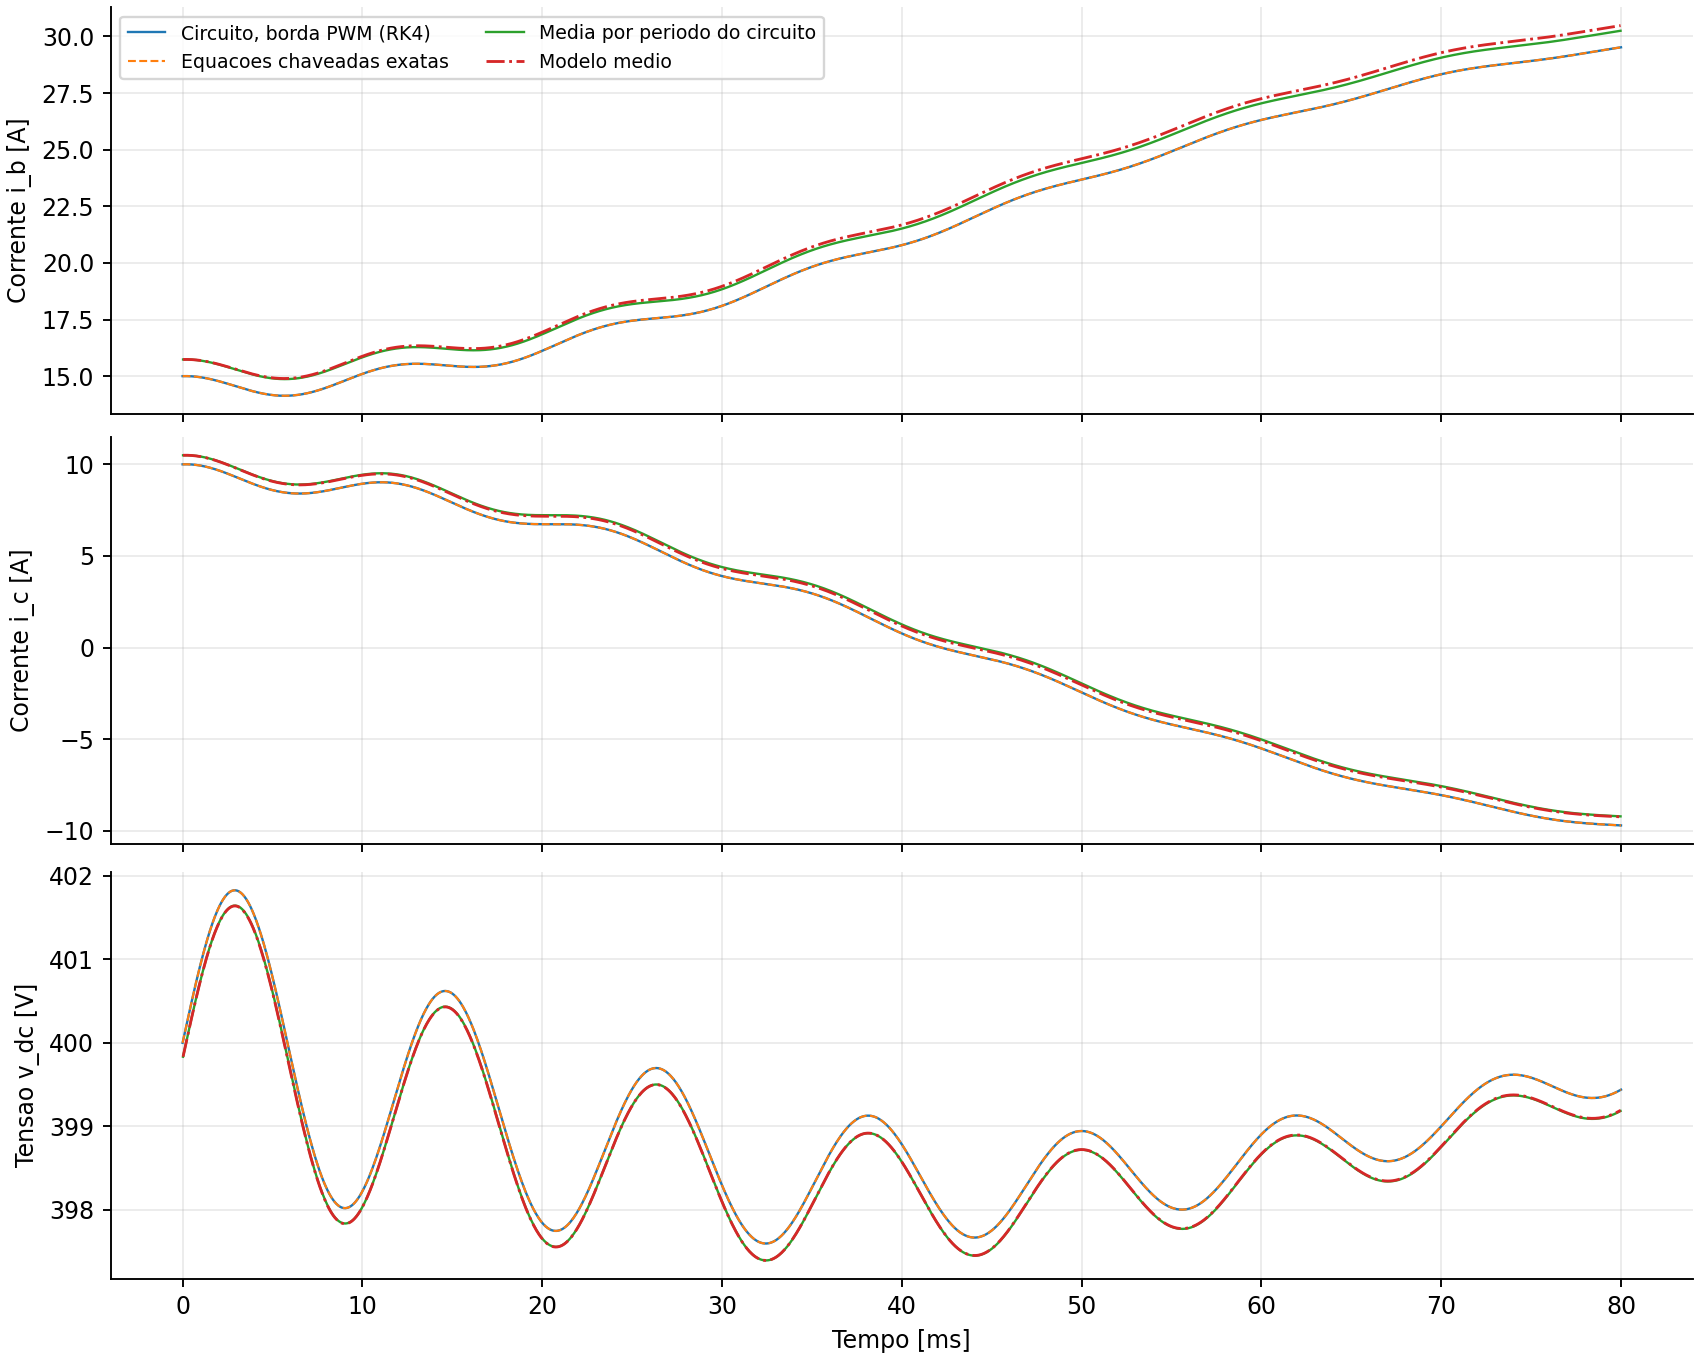 30.0
27.5
25.0
22.5
20.0
17.5
15.0
Corrente i_b [A]
Circuito, borda PWM (RK4)
Equacoes chaveadas exatas
Media por periodo do circuito
Modelo medio
10
5
0
−5
−10
Corrente i_c [A]
402
401
400
399
398
Tensao v_dc [V]
0 10 20 30 40 50 60 70 80
Tempo [ms]